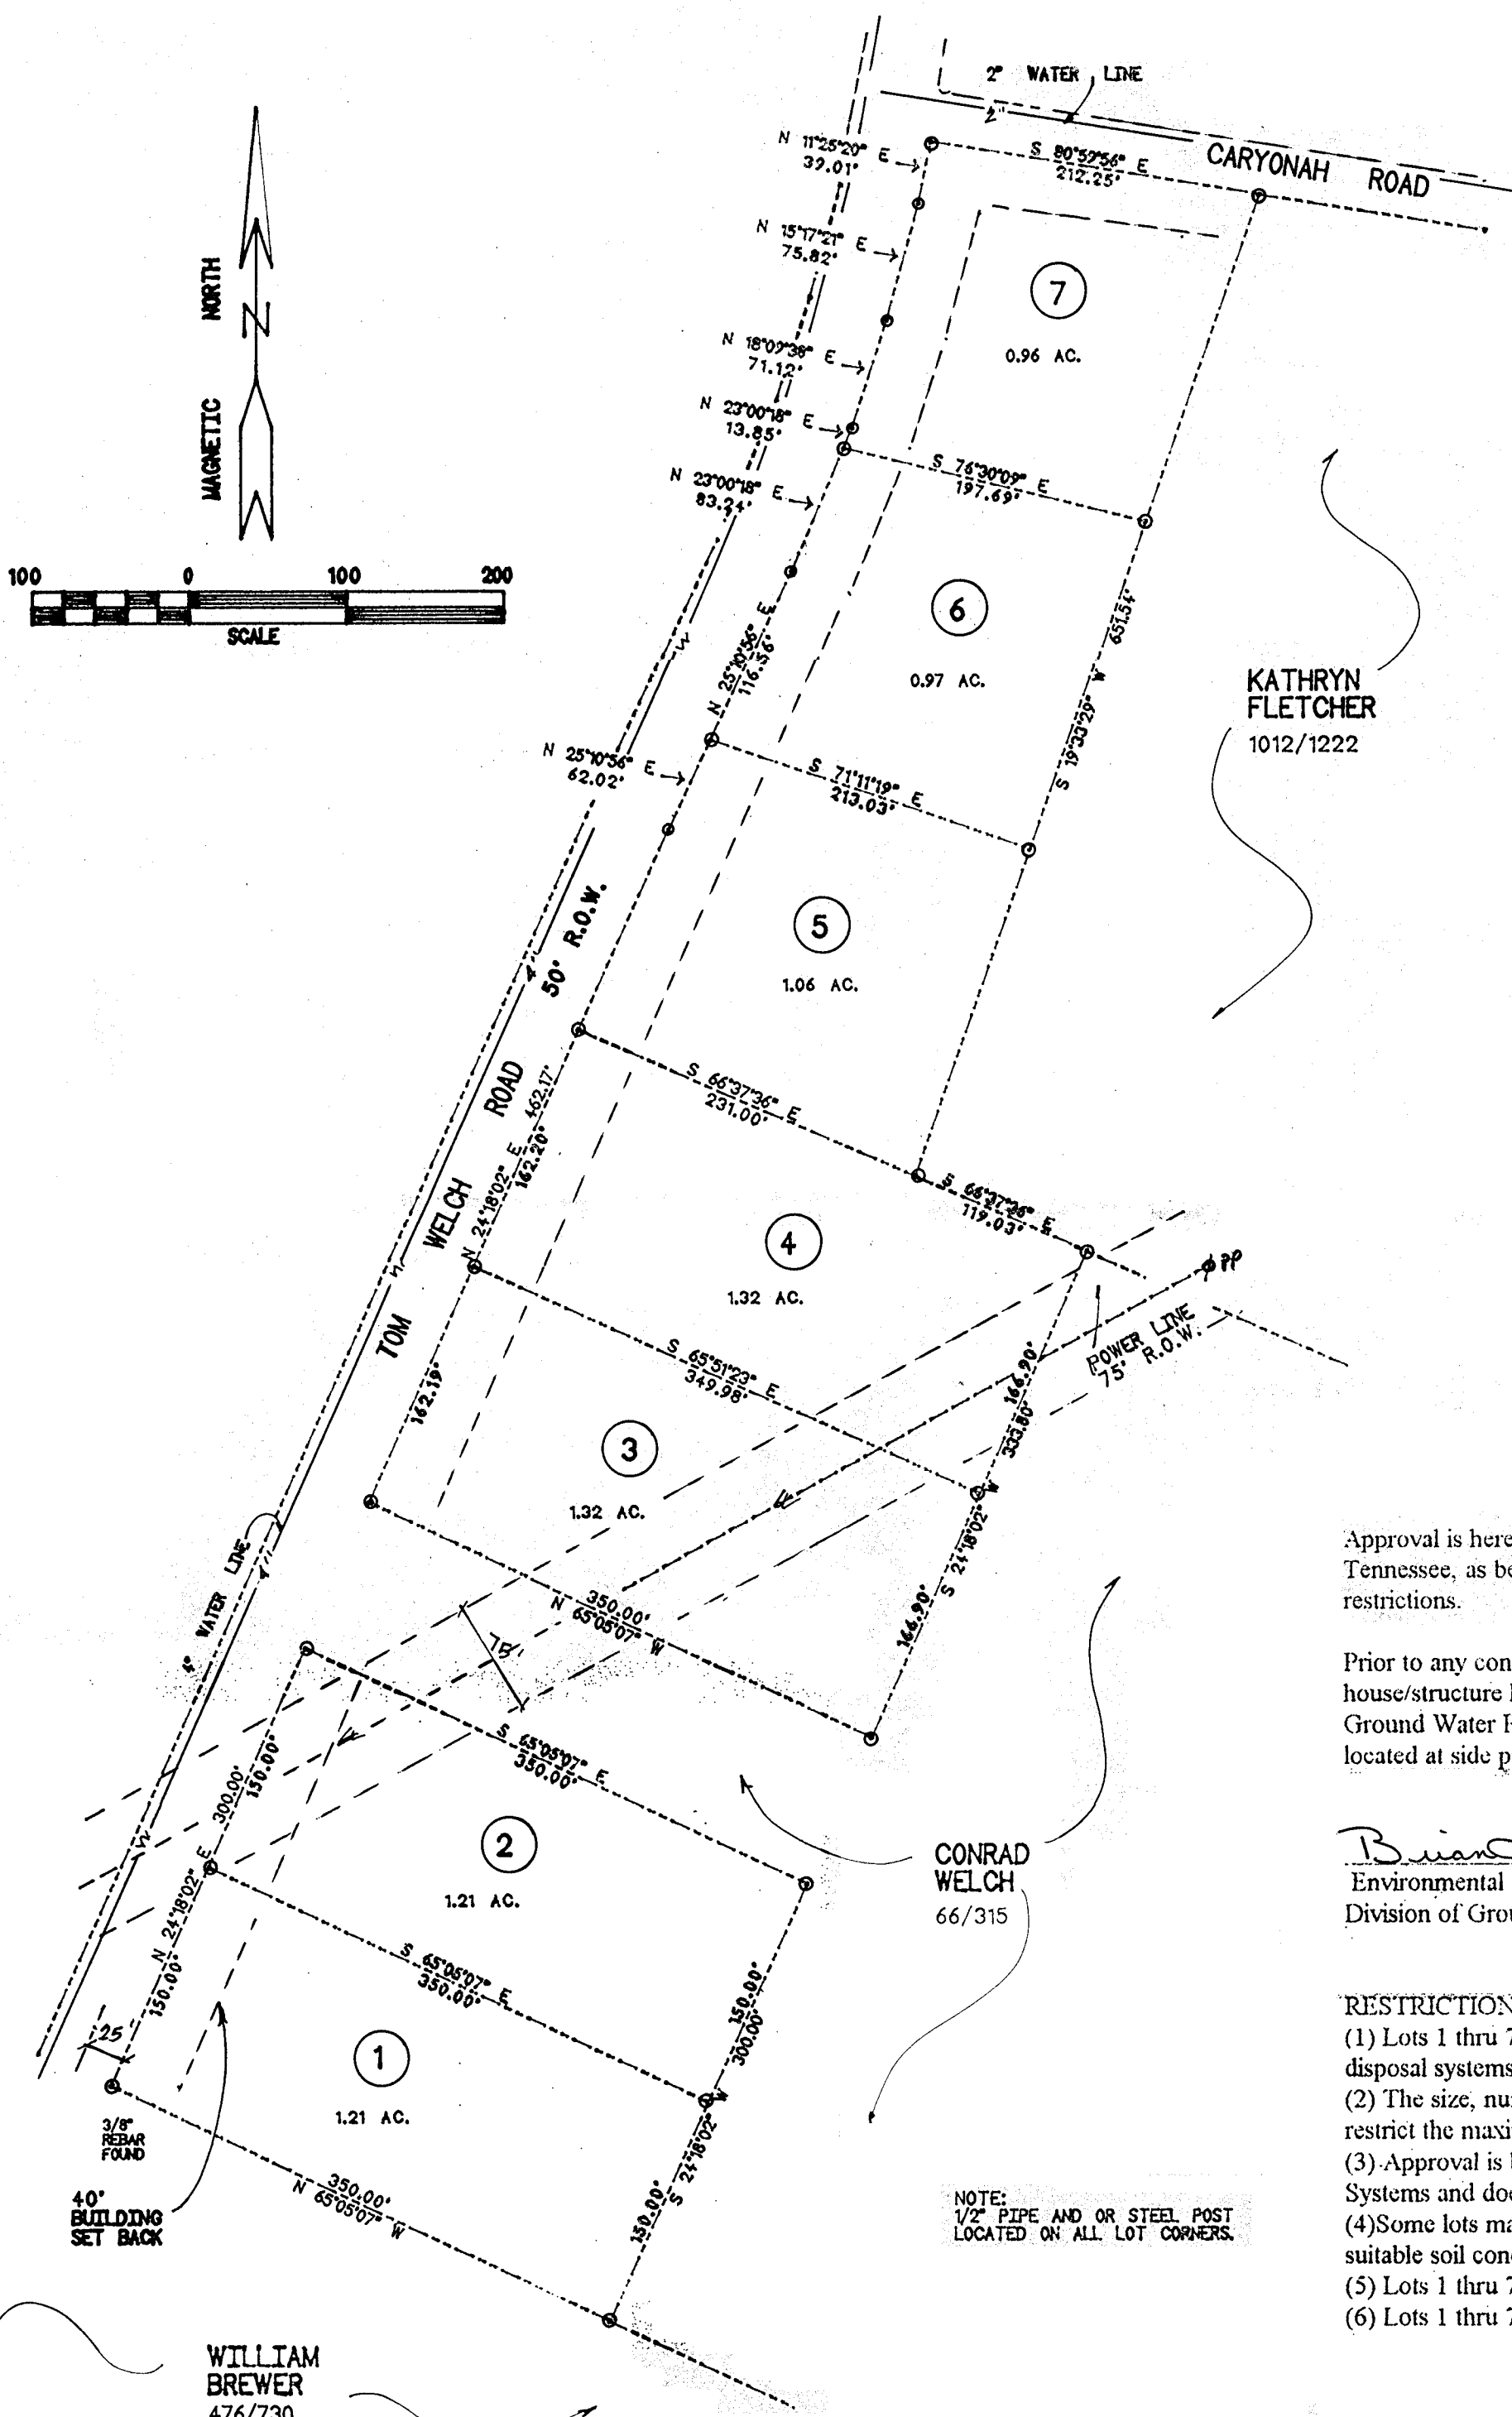 2" WATER LINE
2"
CARYONAH ROAD
N 11°25'20" E
39.01'
S 80°59'56" E
212.25'
N 15°17'21" E
75.82'
7
0.96 AC.
N 18°09'38" E
71.12'
N 23°00'18" E
13.85'
N 23°00'18" E
83.24'
S 76°30'09" E
197.69'
MAGNETIC NORTH
N
100 0 100 200
SCALE
W
6
0.97 AC.
N 25°10'56" E
116.56'
S 19°33'29" W 651.54'
KATHRYN
FLETCHER
1012/1222
N 25°10'56" E
62.02'
S 71°11'19" E
213.03'
5
1.06 AC.
4"
50' R.O.W.
TOM WELCH ROAD
S 66°37'36" E
231.00'
N 24°18'02" E 462.17'
162.20'
S 66°37'36" E
119.03'
4
1.32 AC.
W
PP
POWER LINE
75' R.O.W.
S 65°51'23" E
349.98'
166.90'
333.80'
162.19'
3
1.32 AC.
S 24°18'02" W
166.90'
350.00'
N 65°05'07" W
4" WATER LINE
4"
75'
S 65°05'07" E
350.00'
300.00'
150.00'
2
1.21 AC.
W
N 24°18'02" E
150.00'
S 65°05'07" E
350.00'
CONRAD
WELCH
66/315
150.00'
300.00'
25'
1
1.21 AC.
3/8"
REBAR
FOUND
S 24°18'02" W
150.00'
350.00'
N 65°05'07" W
40'
BUILDING
SET BACK
NOTE:
1/2" PIPE AND OR STEEL POST
LOCATED ON ALL LOT CORNERS.
WILLIAM
BREWER
476/730
Approval is here
Tennessee, as be
restrictions.
Prior to any con
house/structure
Ground Water
located at side p
Brian
Environmental
Division of Grou
RESTRICTION
(1) Lots 1 thru 7
disposal systems
(2) The size, nu
restrict the maxi
(3) Approval is
Systems and doe
(4)Some lots ma
suitable soil con
(5) Lots 1 thru 7
(6) Lots 1 thru 7